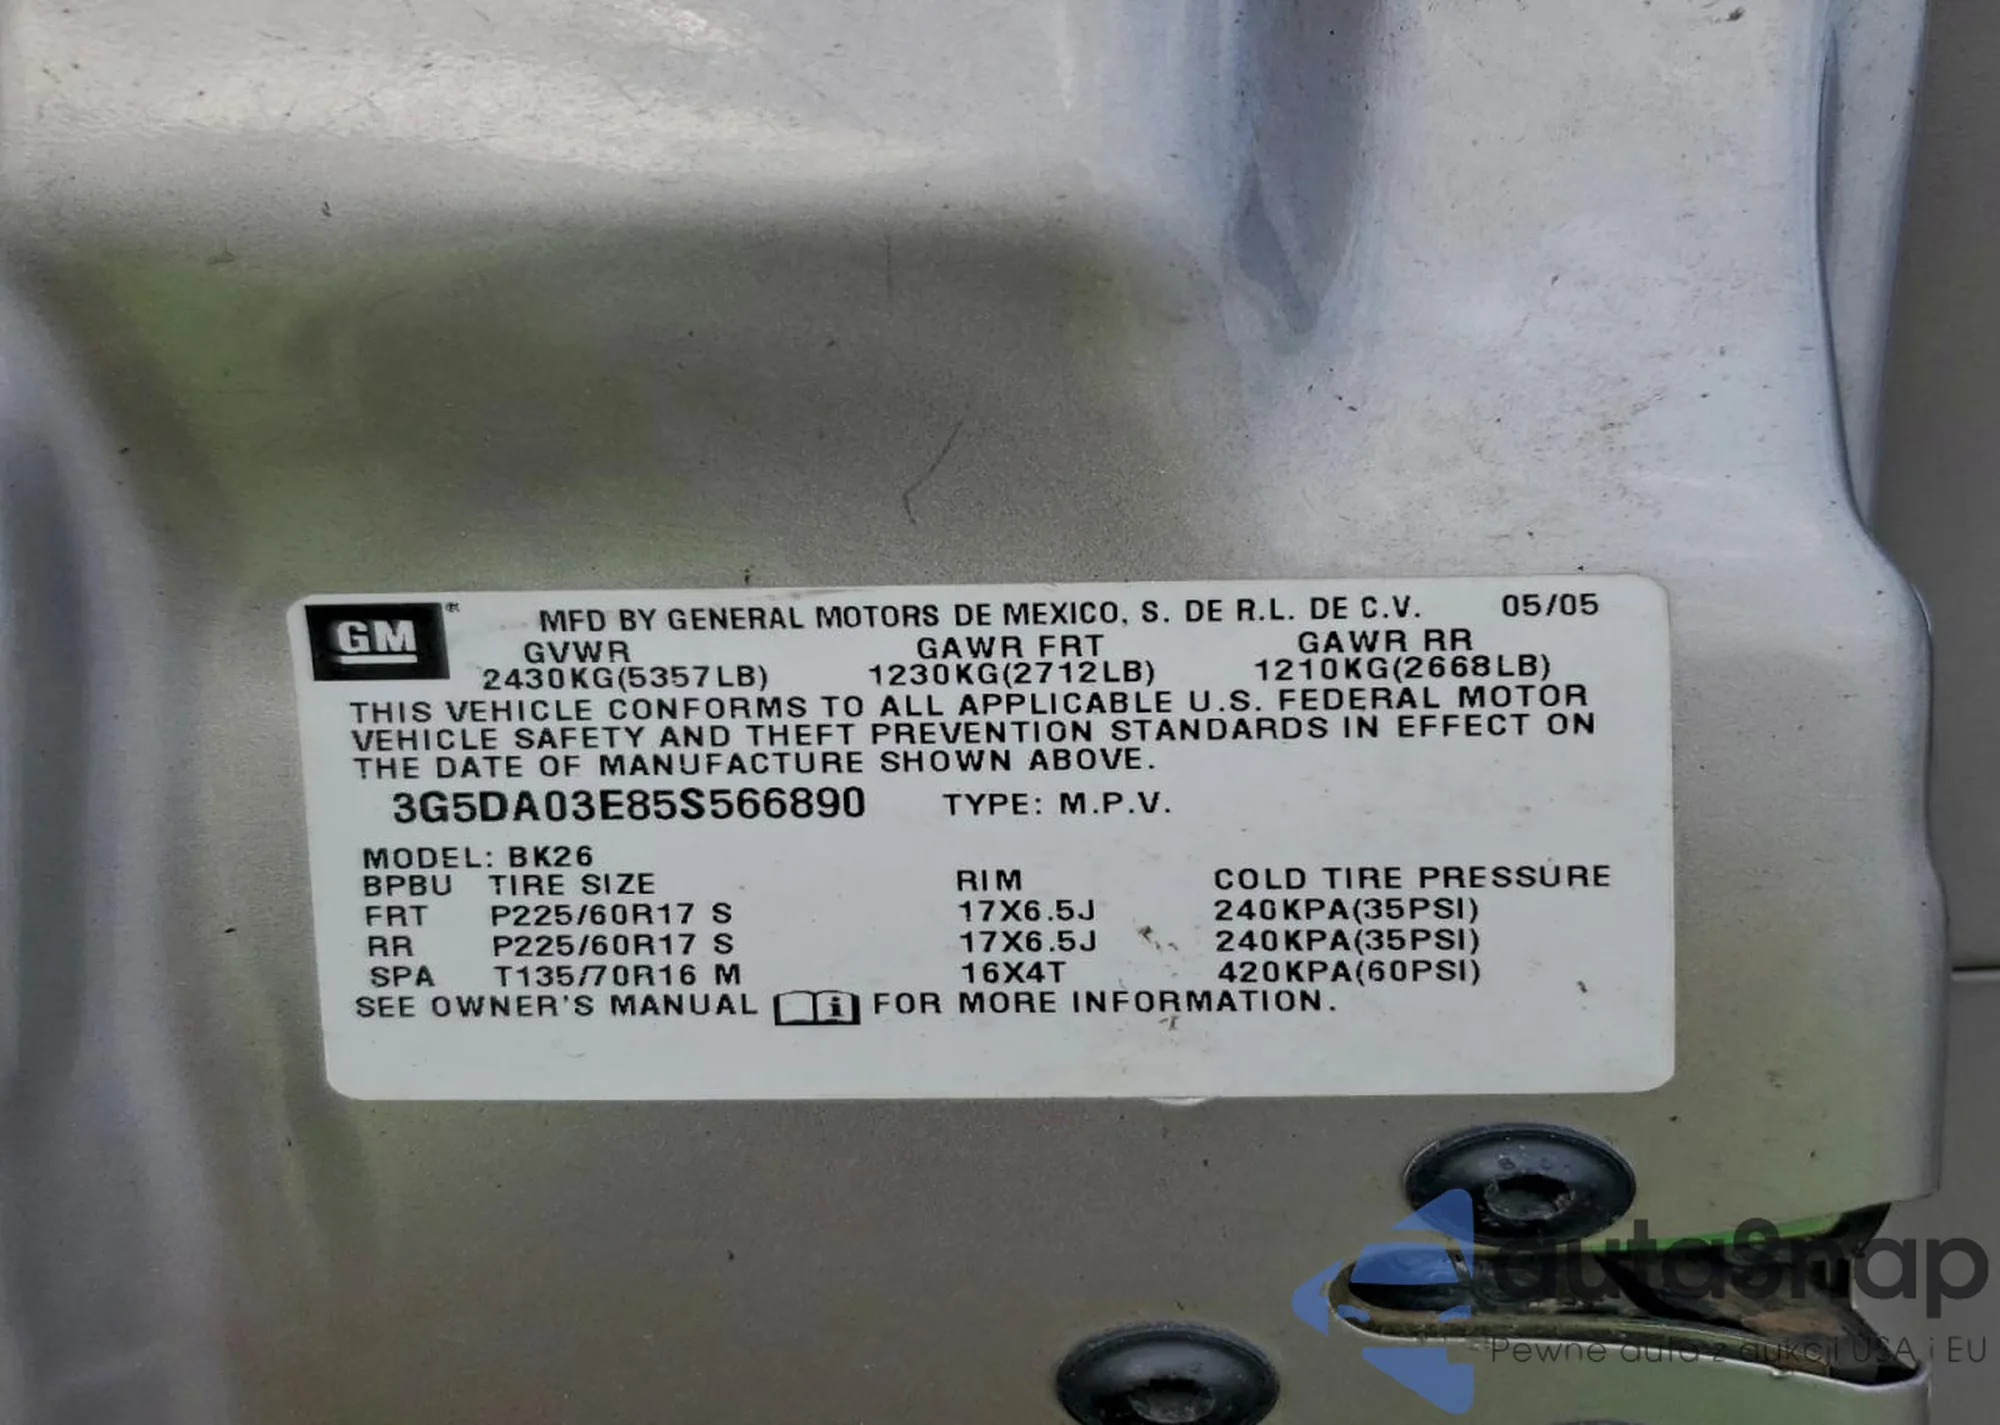 GM ® MFD BY GENERAL MOTORS DE MEXICO, S. DE R.L. DE C.V. 05/05
GVWR GAWR FRT GAWR RR
2430KG(5357LB) 1230KG(2712LB) 1210KG(2668LB)
THIS VEHICLE CONFORMS TO ALL APPLICABLE U.S. FEDERAL MOTOR
VEHICLE SAFETY AND THEFT PREVENTION STANDARDS IN EFFECT ON
THE DATE OF MANUFACTURE SHOWN ABOVE.
3G5DA03E85S566890 TYPE: M.P.V.
MODEL: BK26
BPBU TIRE SIZE RIM COLD TIRE PRESSURE
FRT P225/60R17 S 17X6.5J 240KPA(35PSI)
RR P225/60R17 S 17X6.5J 240KPA(35PSI)
SPA T135/70R16 M 16X4T 420KPA(60PSI)
SEE OWNER'S MANUAL i FOR MORE INFORMATION.
autaSnap
Pewne auta z aukcji USA i EU